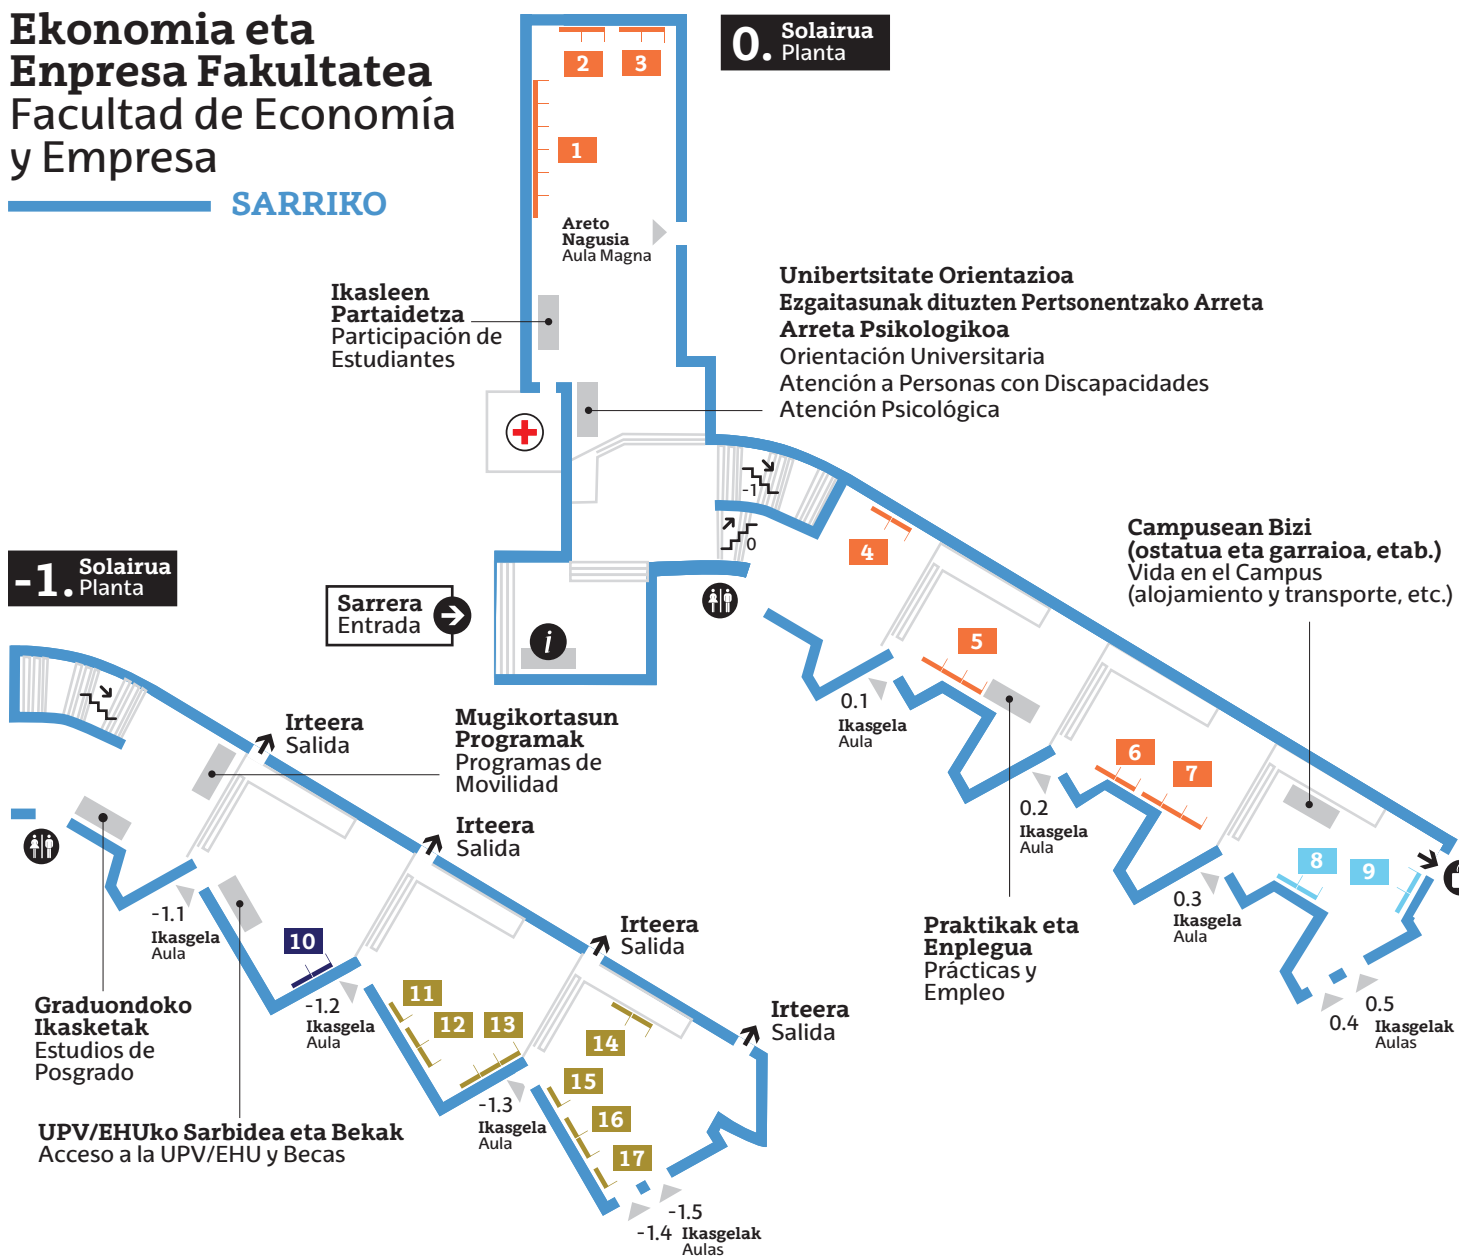 Ekonomia eta
Enpresa Fakultatea
Facultad de Economía
y Empresa
SARRIKO
0. Solairua
Planta
2
3
1
Areto
Nagusia
Aula Magna
Ikasleen
Partaidetza
Participación de
Estudiantes
Unibertsitate Orientazioa
Ezgaitasunak dituzten Pertsonentzako Arreta
Arreta Psikologikoa
Orientación Universitaria
Atención a Personas con Discapacidades
Atención Psicológica
-1
0
4
Campusean Bizi
(ostatua eta garraioa, etab.)
Vida en el Campus
(alojamiento y transporte, etc.)
Sarrera
Entrada
i
5
0.1
Ikasgela
Aula
6
7
0.2
Ikasgela
Aula
8
9
0.3
Ikasgela
Aula
Praktikak eta
Enplegua
Prácticas y
Empleo
0.5
0.4
Ikasgelak
Aulas
-1. Solairua
Planta
Irteera
Salida
Mugikortasun
Programak
Programas de
Movilidad
Irteera
Salida
-1.1
Ikasgela
Aula
10
Irteera
Salida
Graduondoko
Ikasketak
Estudios de
Posgrado
-1.2
Ikasgela
Aula
11
12
13
14
Irteera
Salida
UPV/EHUko Sarbidea eta Bekak
Acceso a la UPV/EHU y Becas
-1.3
Ikasgela
Aula
15
16
17
-1.5
-1.4
Ikasgelak
Aulas